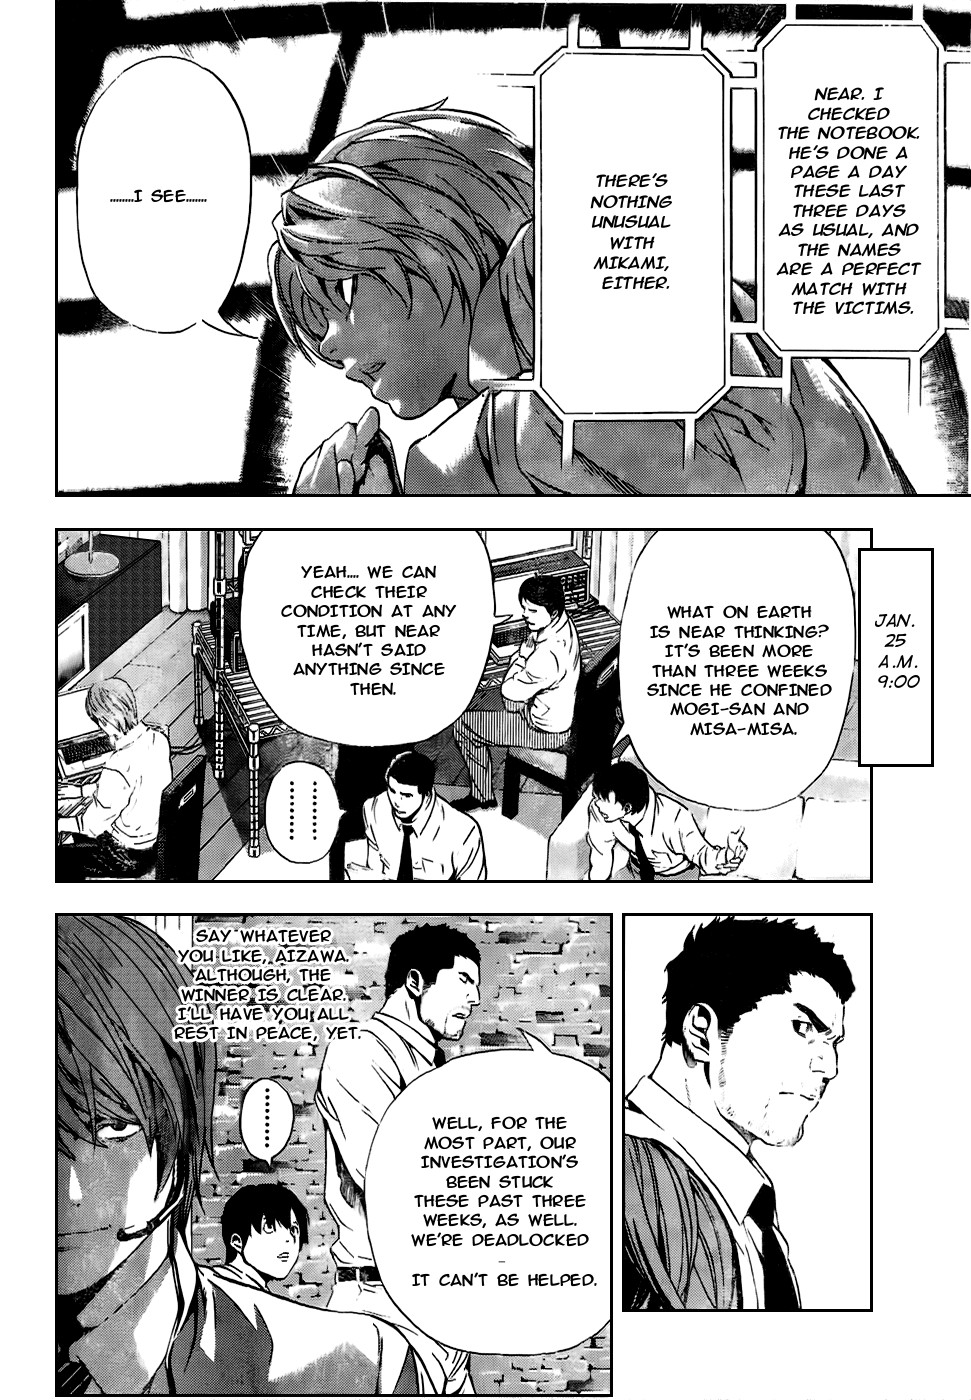 NEAR. I
CHECKED
THE NOTEBOOK.
HE'S DONE A
PAGE A DAY
THESE LAST
THREE DAYS
AS USUAL, AND
THE NAMES
ARE A PERFECT
MATCH WITH
THE VICTIMS.
THERE'S
NOTHING
UNUSUAL
WITH
MIKAMI,
EITHER.
........I SEE.......
JAN.
25
A.M.
9:00
WHAT ON EARTH
IS NEAR THINKING?
IT'S BEEN MORE
THAN THREE WEEKS
SINCE HE CONFINED
MOGI-SAN AND
MISA-MISA.
YEAH.... WE CAN
CHECK THEIR
CONDITION AT ANY
TIME, BUT NEAR
HASN'T SAID
ANYTHING SINCE
THEN.
.........
WELL, FOR THE
MOST PART, OUR
INVESTIGATION'S
BEEN STUCK
THESE PAST THREE
WEEKS, AS WELL.
WE'RE DEADLOCKED
...
IT CAN'T BE HELPED.
.........
SAY WHATEVER
YOU LIKE, AIZAWA.
ALTHOUGH, THE
WINNER IS CLEAR.
I'LL HAVE YOU ALL
REST IN PEACE, YET.